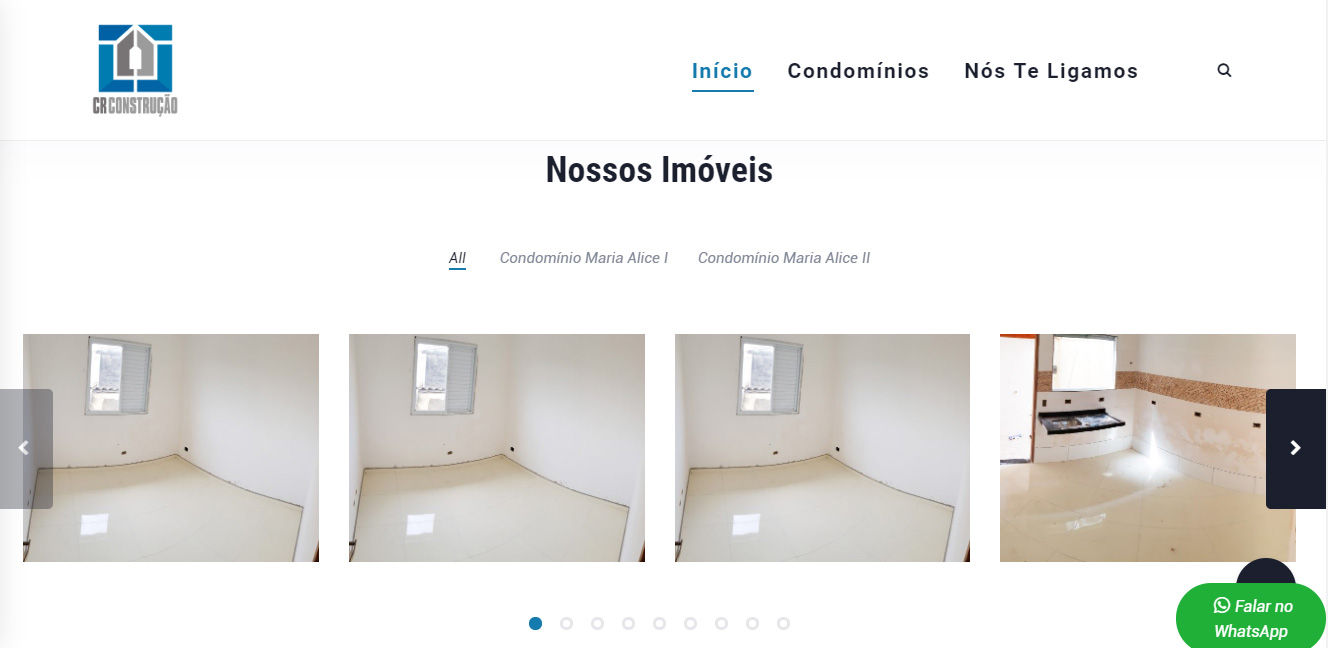 CR CONSTRUÇÃO
Início
Condomínios
Nós Te Ligamos
Nossos Imóveis
All
Condomínio Maria Alice I
Condomínio Maria Alice II
Falar no
WhatsApp